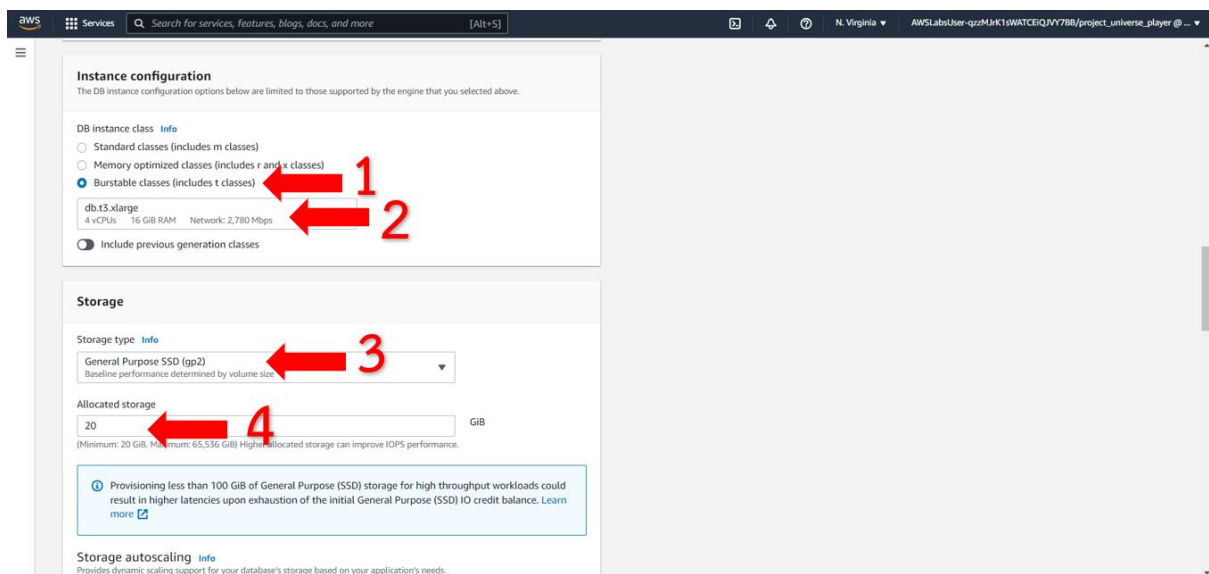 aws Services Search for services, features, blogs, docs, and more [Alt+S] N. Virginia AWSLabsUser-qzzMJrK1sWATCEiQJVY7BB/project_universe_player @ ...
Instance configuration
The DB instance configuration options below are limited to those supported by the engine that you selected above.
DB instance class Info
Standard classes (includes m classes)
Memory optimized classes (includes r and x classes)
Burstable classes (includes t classes) 1
db.t3.xlarge
4 vCPUs 16 GiB RAM Network: 2,780 Mbps 2
Include previous generation classes
Storage
Storage type Info
General Purpose SSD (gp2) 3
Baseline performance determined by volume size
Allocated storage
20 4 GiB
(Minimum: 20 GiB. Maximum: 65,536 GiB) Higher allocated storage can improve IOPS performance.
Provisioning less than 100 GiB of General Purpose (SSD) storage for high throughput workloads could
result in higher latencies upon exhaustion of the initial General Purpose (SSD) IO credit balance. Learn
more
Storage autoscaling Info
Provides dynamic scaling support for your database's storage based on your application's needs.